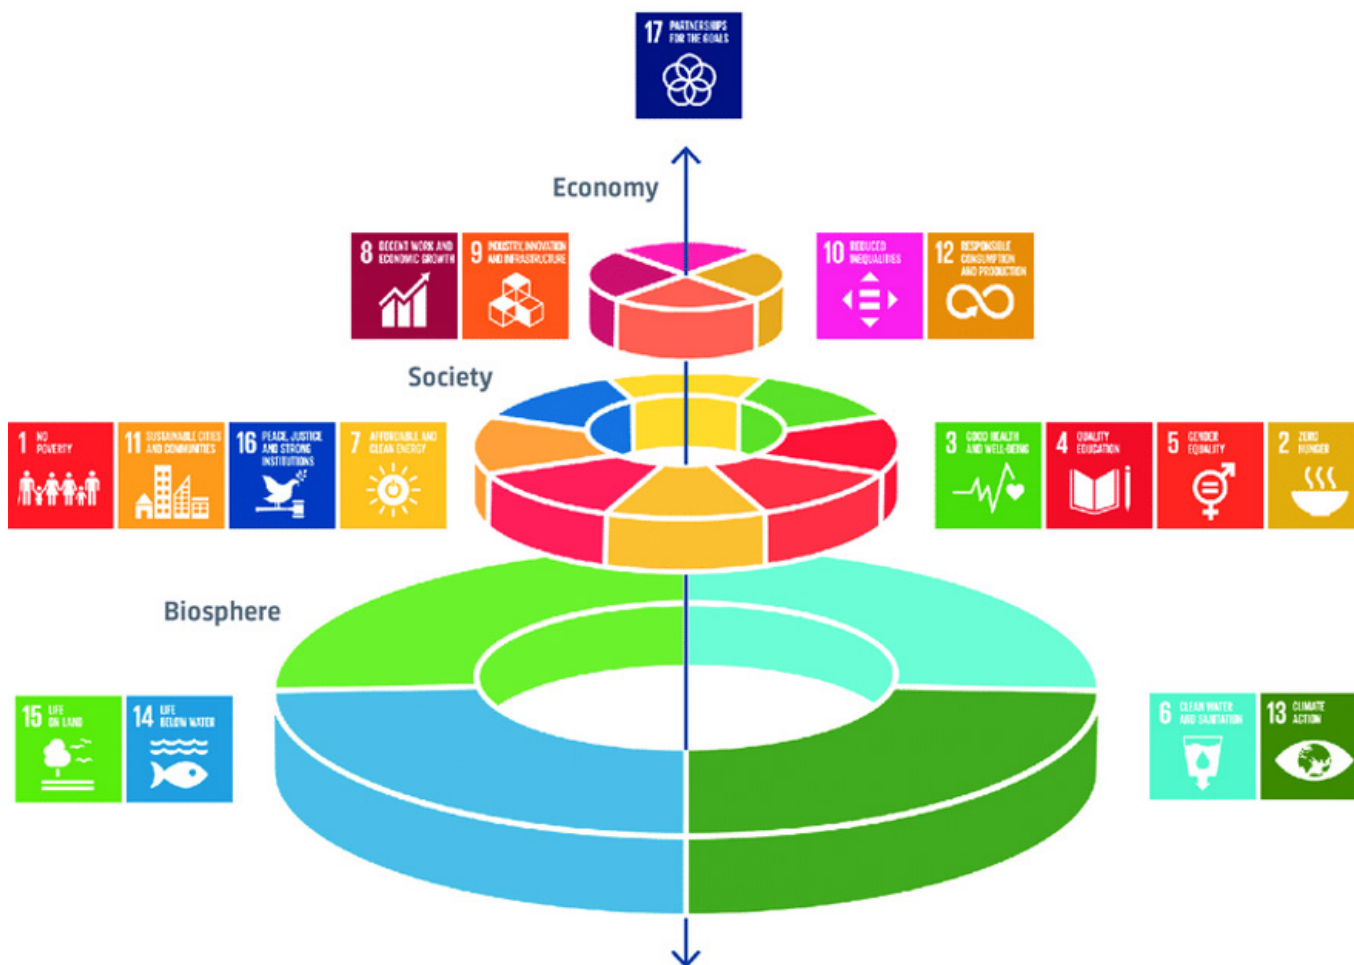 17 PARTNERSHIPS
FOR THE GOALS
Economy
8 DECENT WORK AND
ECONOMIC GROWTH
9 INDUSTRY, INNOVATION
AND INFRASTRUCTURE
10 REDUCED
INEQUALITIES
12 RESPONSIBLE
CONSUMPTION
AND PRODUCTION
Society
1 NO
POVERTY
11 SUSTAINABLE CITIES
AND COMMUNITIES
16 PEACE, JUSTICE
AND STRONG
INSTITUTIONS
7 AFFORDABLE AND
CLEAN ENERGY
3 GOOD HEALTH
AND WELL-BEING
4 QUALITY
EDUCATION
5 GENDER
EQUALITY
2 ZERO
HUNGER
Biosphere
15 LIFE
ON LAND
14 LIFE
BELOW WATER
6 CLEAN WATER
AND SANITATION
13 CLIMATE
ACTION